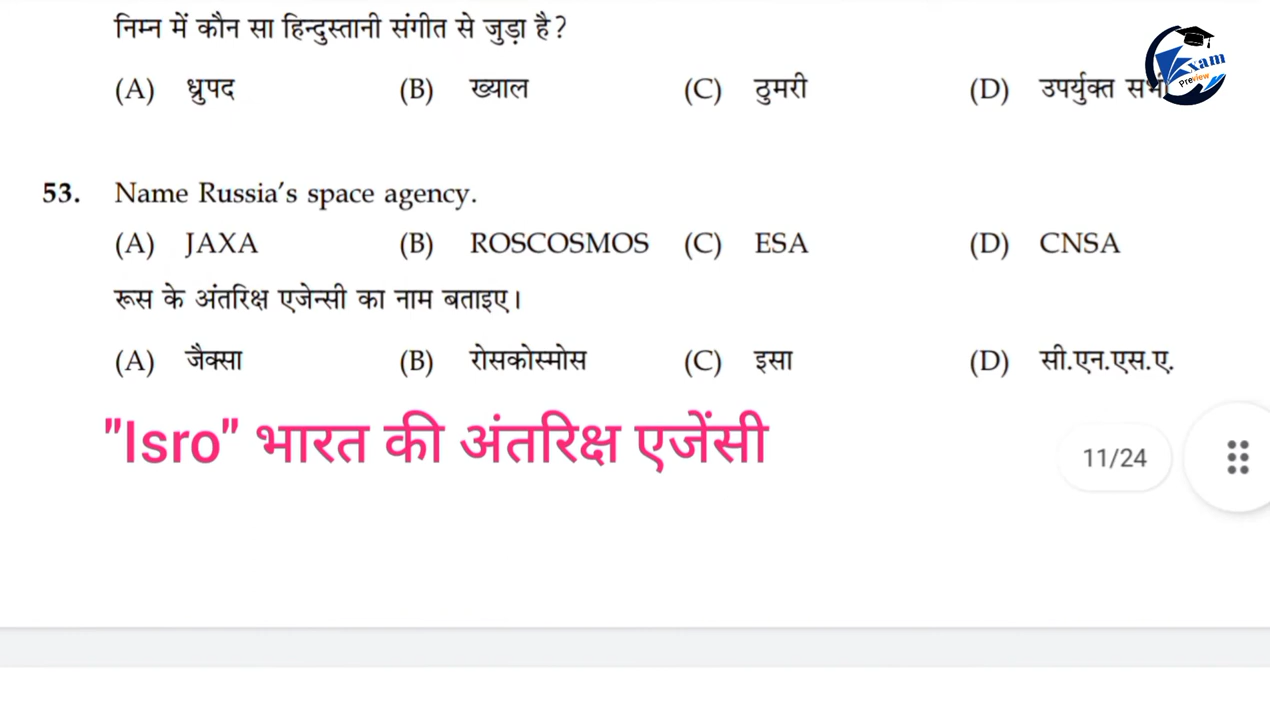 निम्न में कौन सा हिन्दुस्तानी संगीत से जुड़ा है?
(A) ध्रुपद (B) ख्याल (C) ठुमरी (D) उपर्युक्त सभी
Exam
Preview
53. Name Russia's space agency.
(A) JAXA (B) ROSCOSMOS (C) ESA (D) CNSA
रूस के अंतरिक्ष एजेन्सी का नाम बताइए।
(A) जैक्सा (B) रोसकोस्मोस (C) इसा (D) सी.एन.एस.ए.
"Isro" भारत की अंतरिक्ष एजेंसी
11/24